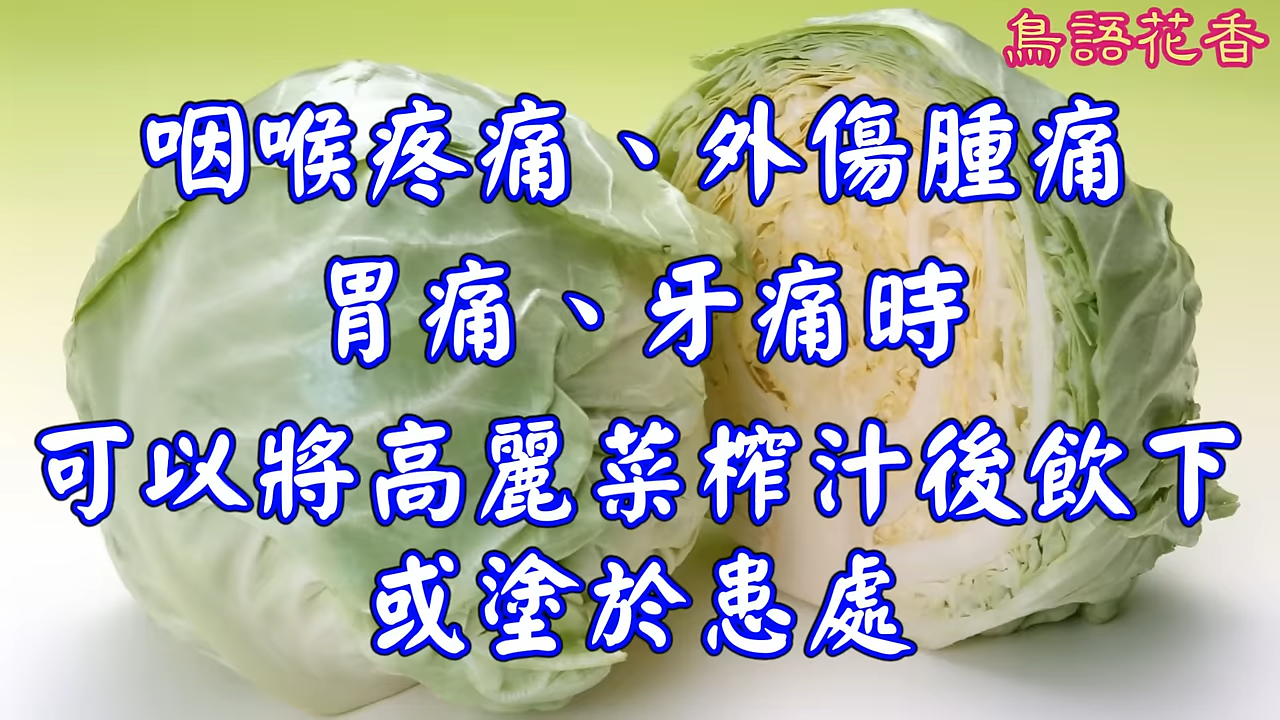 鳥語花香
咽喉疼痛、外傷腫痛
胃痛、牙痛時
可以將高麗菜榨汁後飲下
或塗於患處